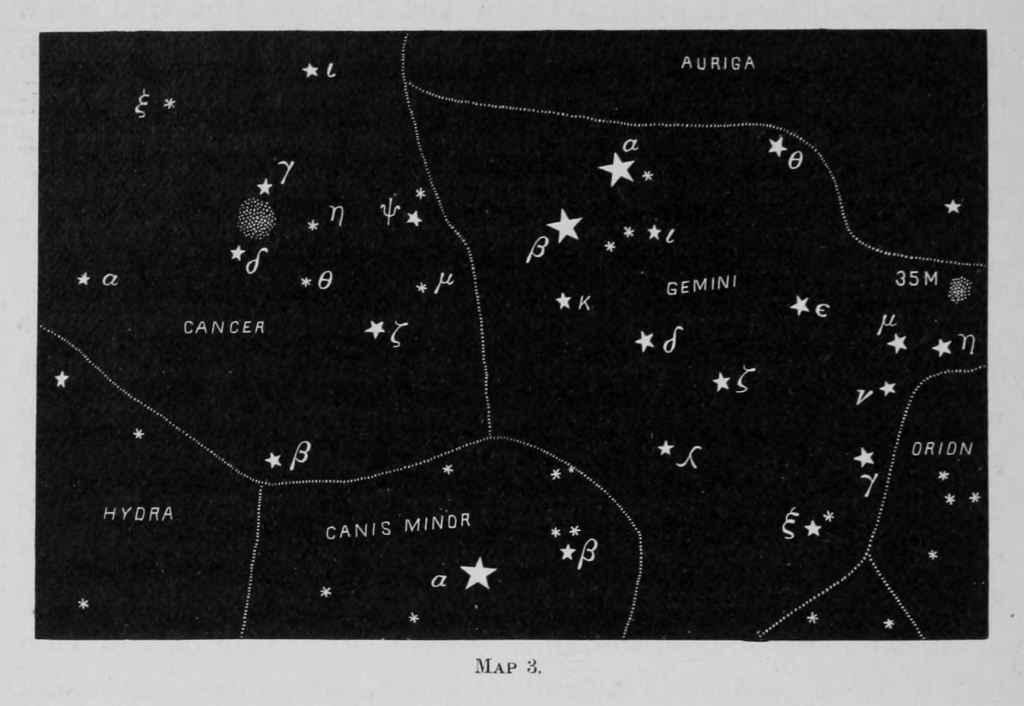 AURIGA
ι
ξ
α
θ
γ
η
ψ
β
ι
δ
α
θ
μ
GEMINI
35M
κ
ϵ
CANCER
ζ
δ
μ
η
ζ
ν
β
λ
γ
ORION
HYDRA
CANIS MINOR
ξ
β
α
MAP 3.